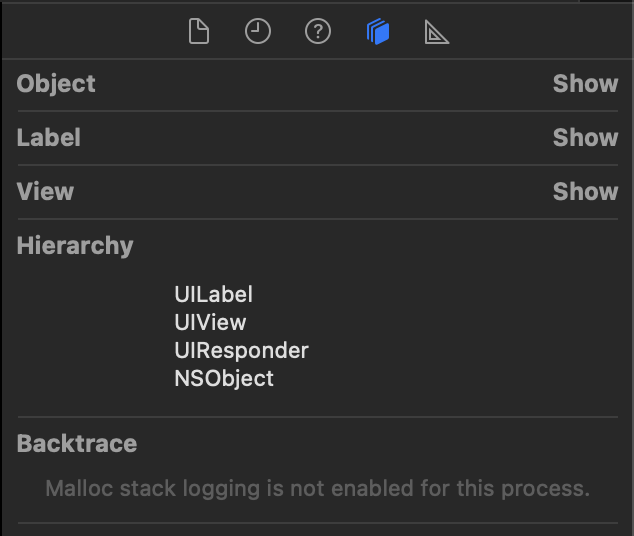 Object Show
Label Show
View Show
Hierarchy
UILabel
UIView
UIResponder
NSObject
Backtrace
Malloc stack logging is not enabled for this process.